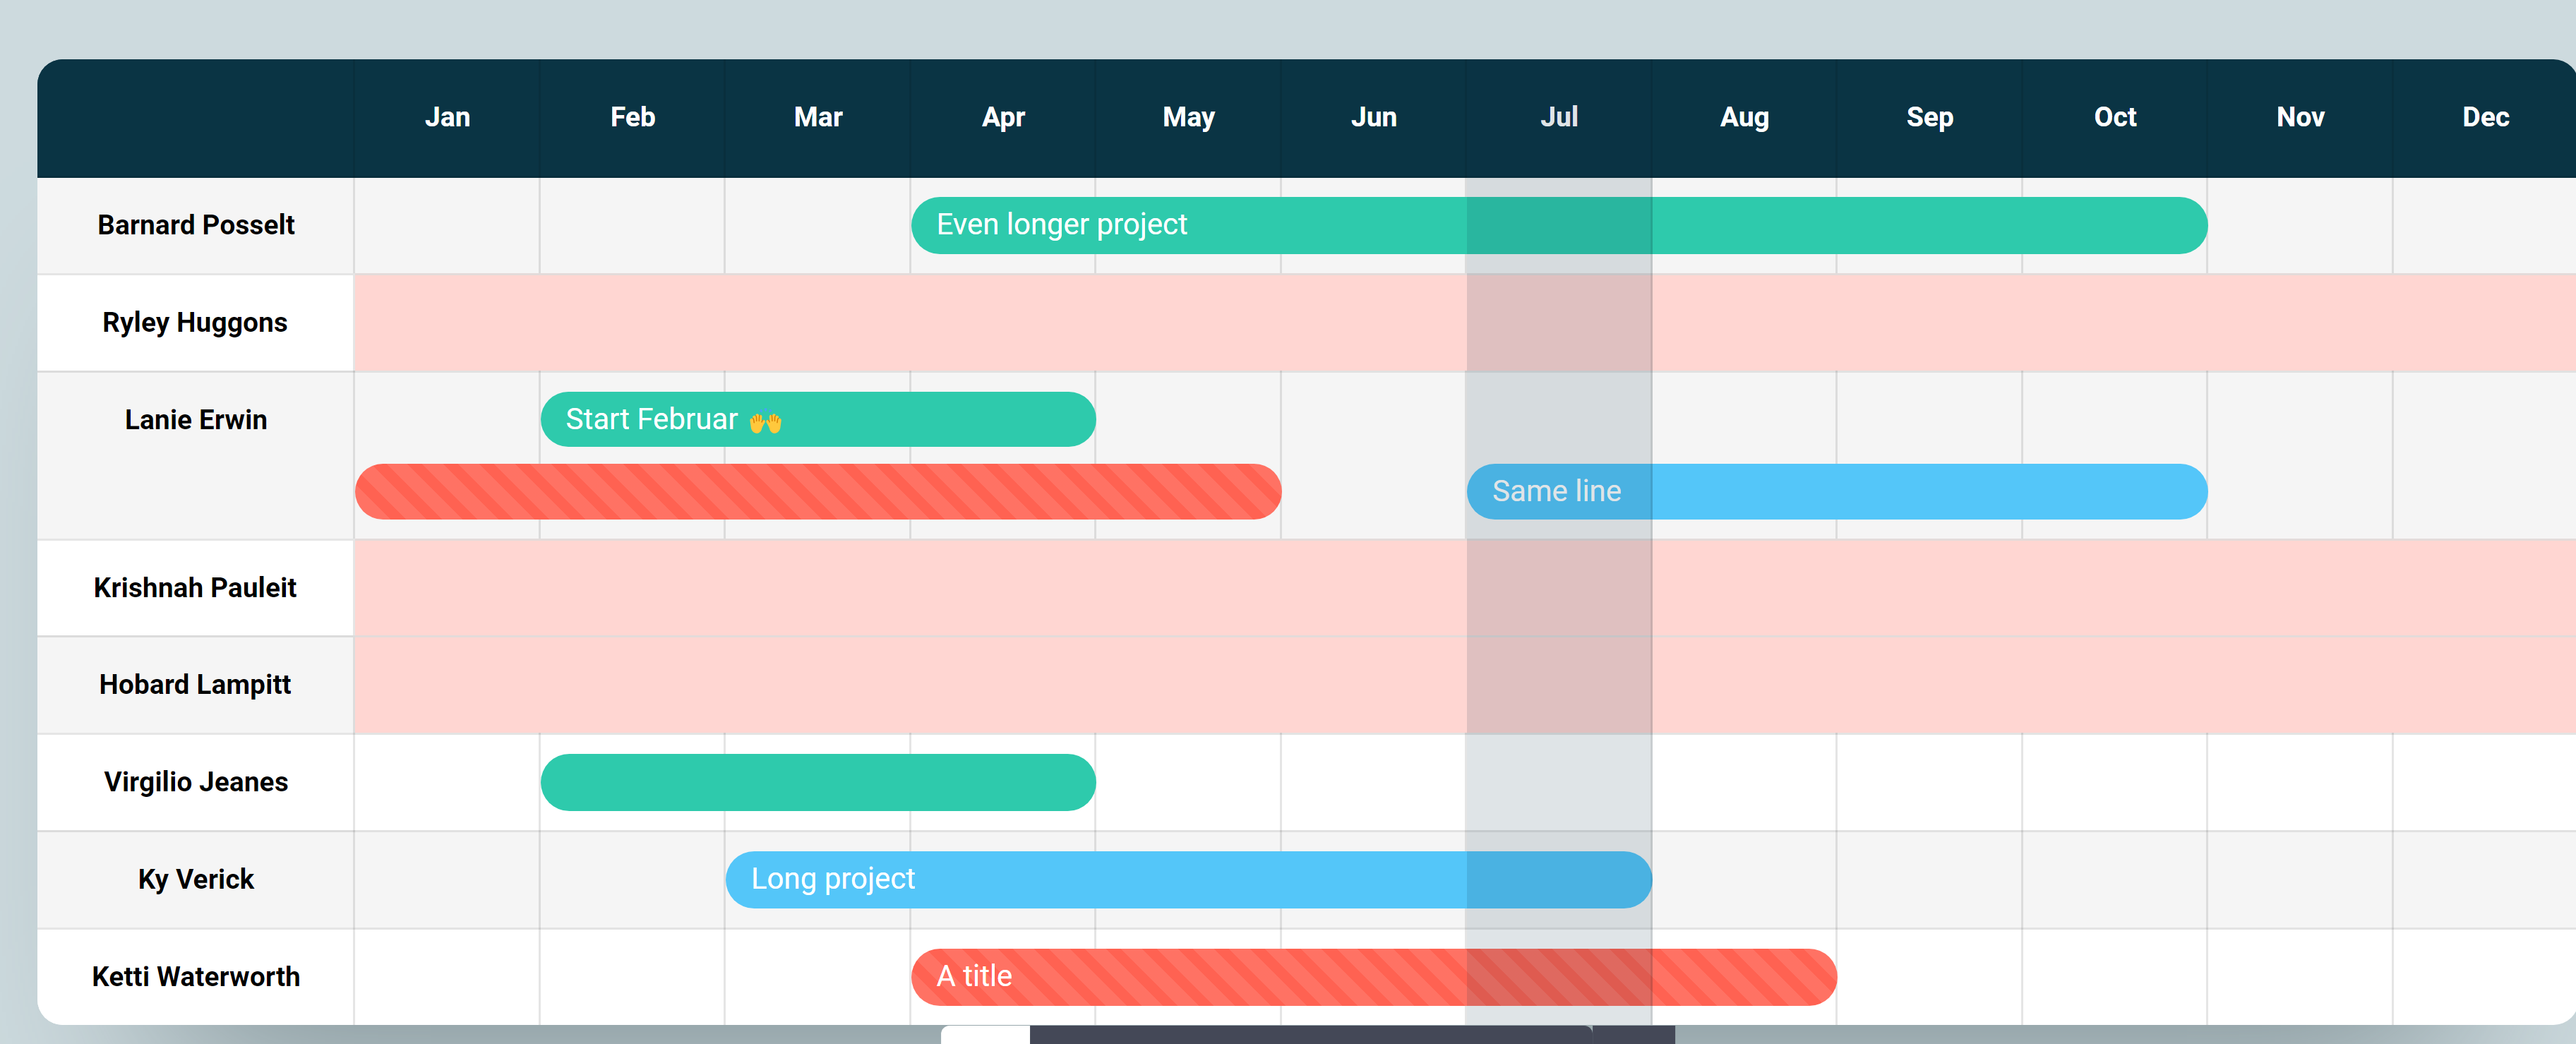 Jan Feb Mar Apr May Jun Jul Aug Sep Oct Nov Dec
Barnard Posselt Even longer project
Ryley Huggons
Lanie Erwin Start Februar 🙌
Same line
Krishnah Pauleit
Hobard Lampitt
Virgilio Jeanes
Ky Verick Long project
Ketti Waterworth A title